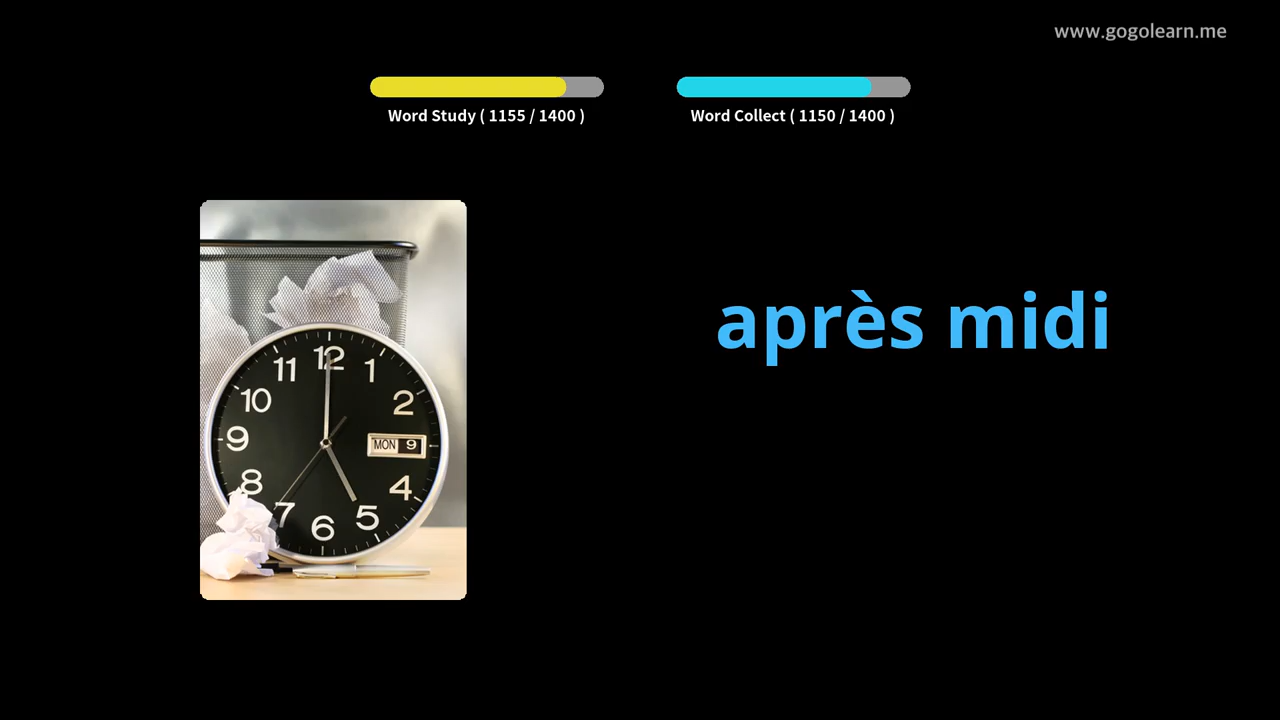 www.gogolearn.me
Word Study ( 1155 / 1400 )
Word Collect ( 1150 / 1400 )
après midi
12
11
1
10
2
9
MON 9
8
4
7
5
6